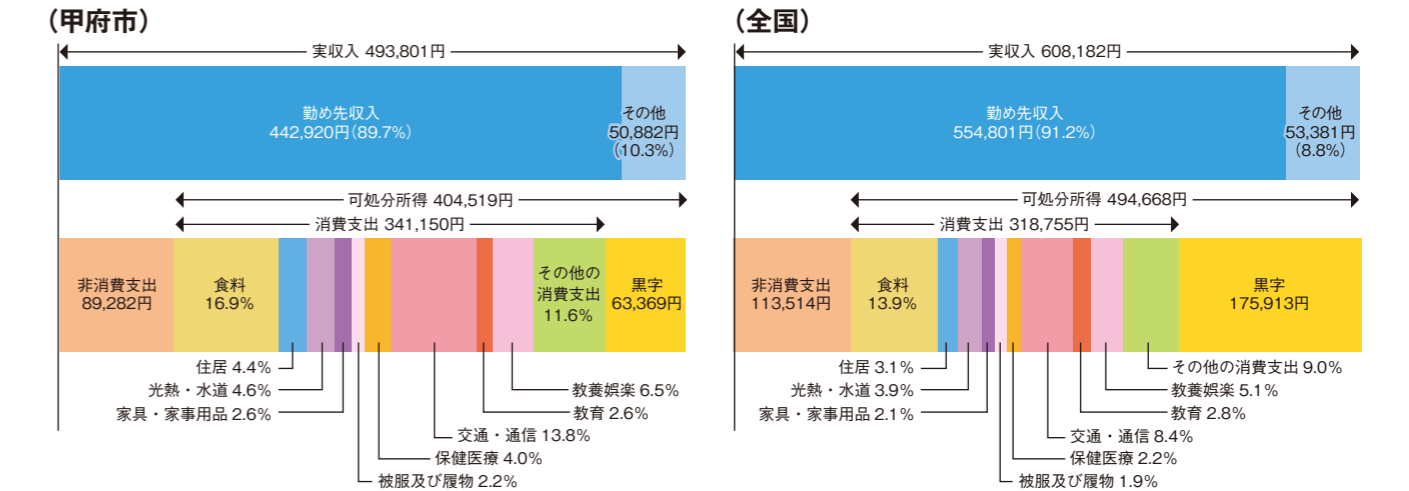 （甲府市）
実収入 493,801円
勤め先収入
442,920円（89.7%）
その他
50,882円
（10.3%）
可処分所得 404,519円
消費支出 341,150円
非消費支出
89,282円
食料
16.9%
その他の
消費支出
11.6%
黒字
63,369円
住居 4.4%
光熱・水道 4.6%
家具・家事用品 2.6%
教養娯楽 6.5%
教育 2.6%
交通・通信 13.8%
保健医療 4.0%
被服及び履物 2.2%
（全国）
実収入 608,182円
勤め先収入
554,801円（91.2%）
その他
53,381円
（8.8%）
可処分所得 494,668円
消費支出 318,755円
非消費支出
113,514円
食料
13.9%
黒字
175,913円
住居 3.1%
光熱・水道 3.9%
家具・家事用品 2.1%
その他の消費支出 9.0%
教養娯楽 5.1%
教育 2.8%
交通・通信 8.4%
保健医療 2.2%
被服及び履物 1.9%